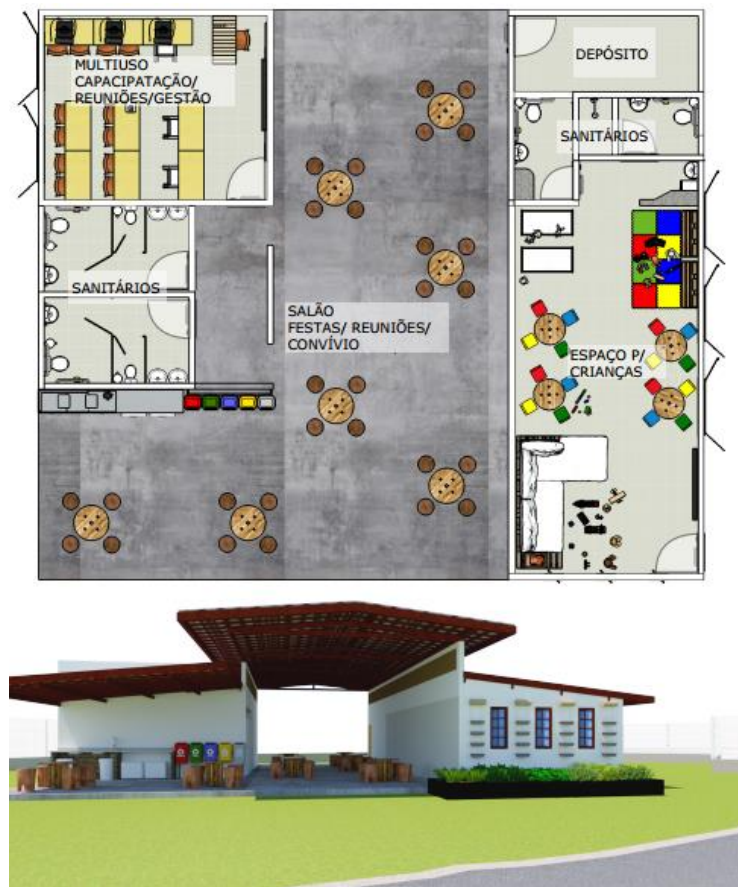 MULTIUSO
CAPACIPATAÇÃO/
REUNIÕES/GESTÃO
DEPÓSITO
SANITÁRIOS
SANITÁRIOS
SALÃO
FESTAS/ REUNIÕES/
CONVÍVIO
ESPAÇO P/
CRIANÇAS